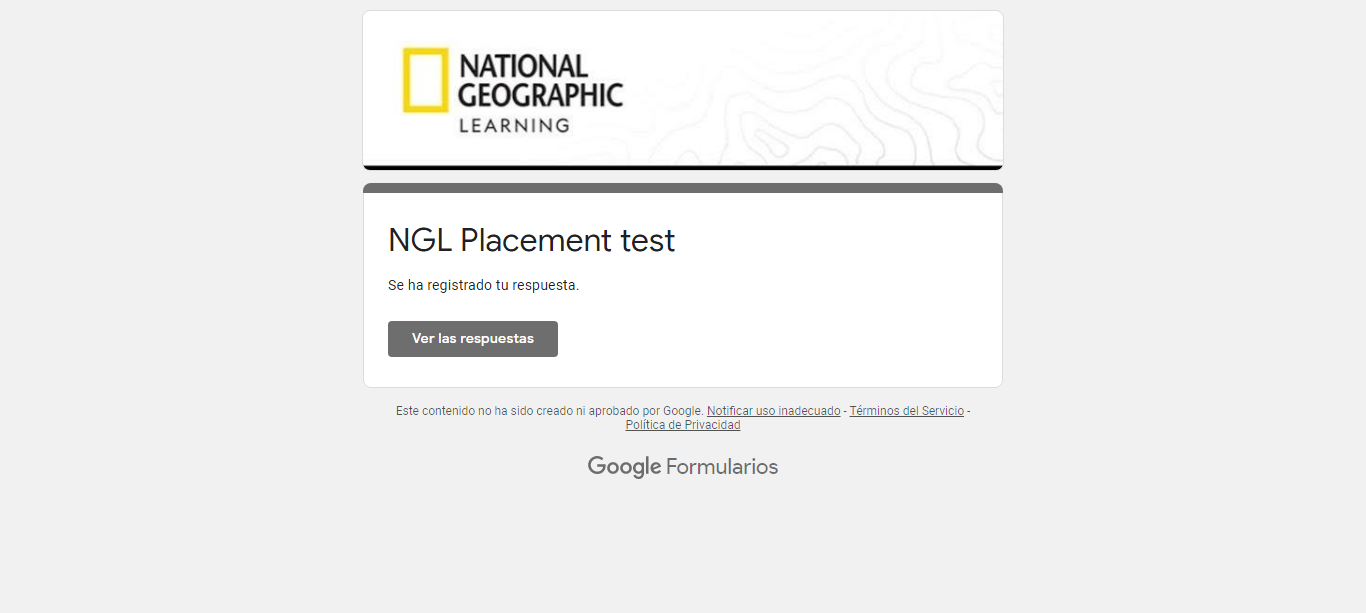 NATIONAL
GEOGRAPHIC
LEARNING
NGL Placement test
Se ha registrado tu respuesta.
Ver las respuestas
Este contenido no ha sido creado ni aprobado por Google. Notificar uso inadecuado - Términos del Servicio -
Política de Privacidad
Google Formularios